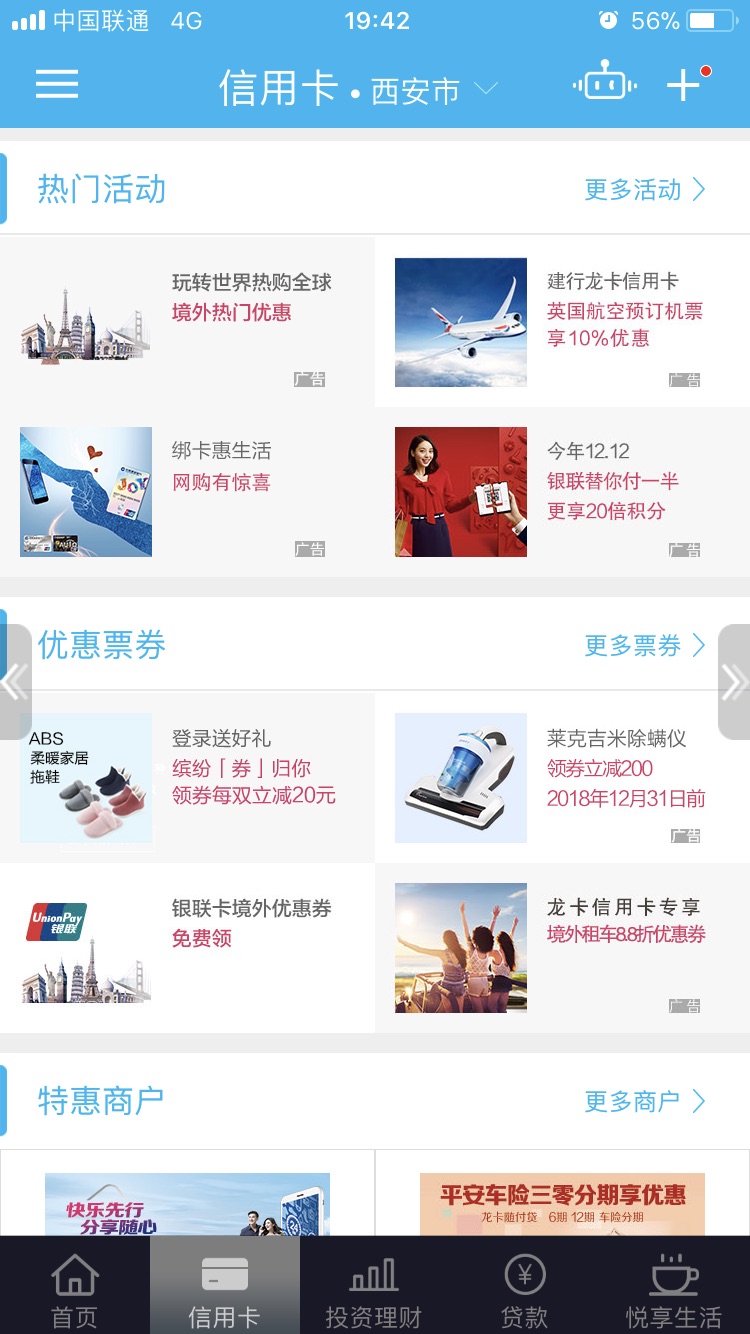 中国联通 4G 19:42 56%
信用卡 • 西安市
热门活动 更多活动
玩转世界热购全球
境外热门优惠
广告
建行龙卡信用卡
英国航空预订机票
享10%优惠
广告
绑卡惠生活
网购有惊喜
广告
JOY
AUTO
今年12.12
银联替你付一半
更享20倍积分
广告
优惠票券 更多票券
ABS
柔暖家居
拖鞋
登录送好礼
缤纷「券」归你
领券每双立减20元
莱克吉米除螨仪
领券立减200
2018年12月31日前
广告
UnionPay
银联
银联卡境外优惠券
免费领
龙卡信用卡专享
境外租车8.8折优惠券
广告
特惠商户 更多商户
快乐先行
分享随心
平安车险三零分期享优惠
龙卡随付贷 6期 12期 车险分期
首页 信用卡 投资理财 贷款 悦享生活